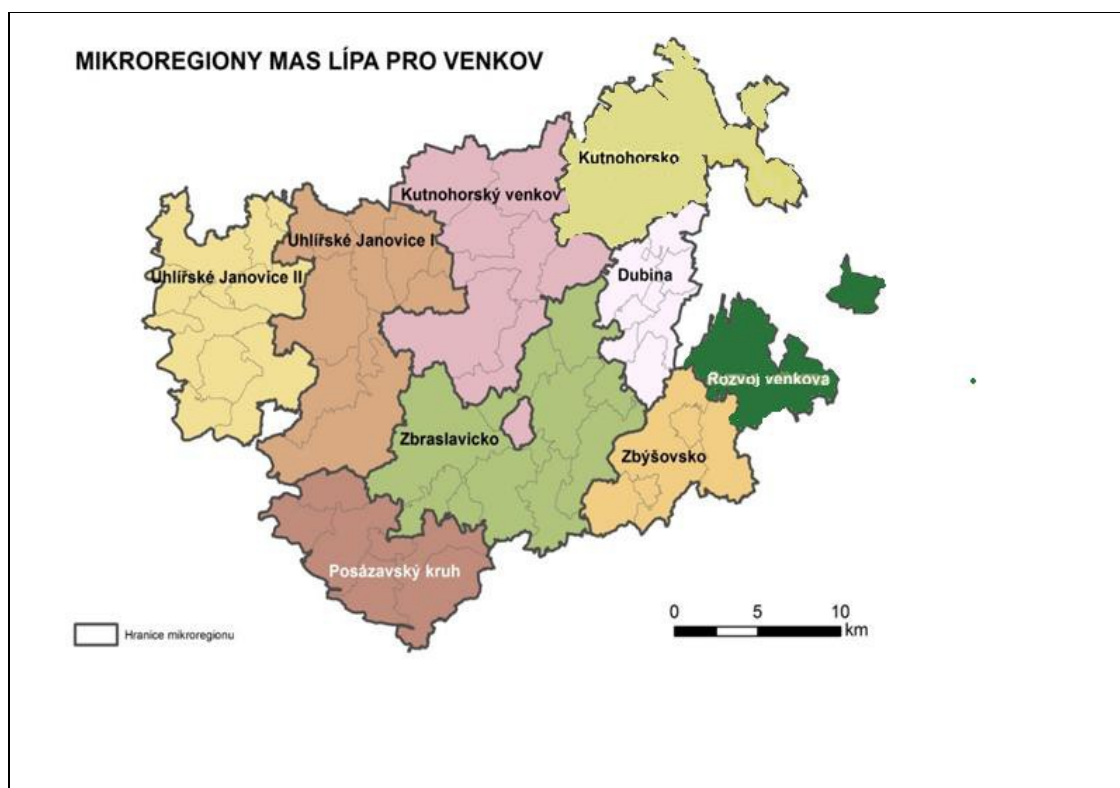 MIKROREGIONY MAS LÍPA PRO VENKOV
Kutnohorsko
Kutnohorský venkov
Uhlířské Janovice I
Uhlířské Janovice II
Dubina
Rozvoj venkova
Zbraslavicko
Zbýšovsko
Posázavský kruh
0 5 10
km
Hranice mikroregionu